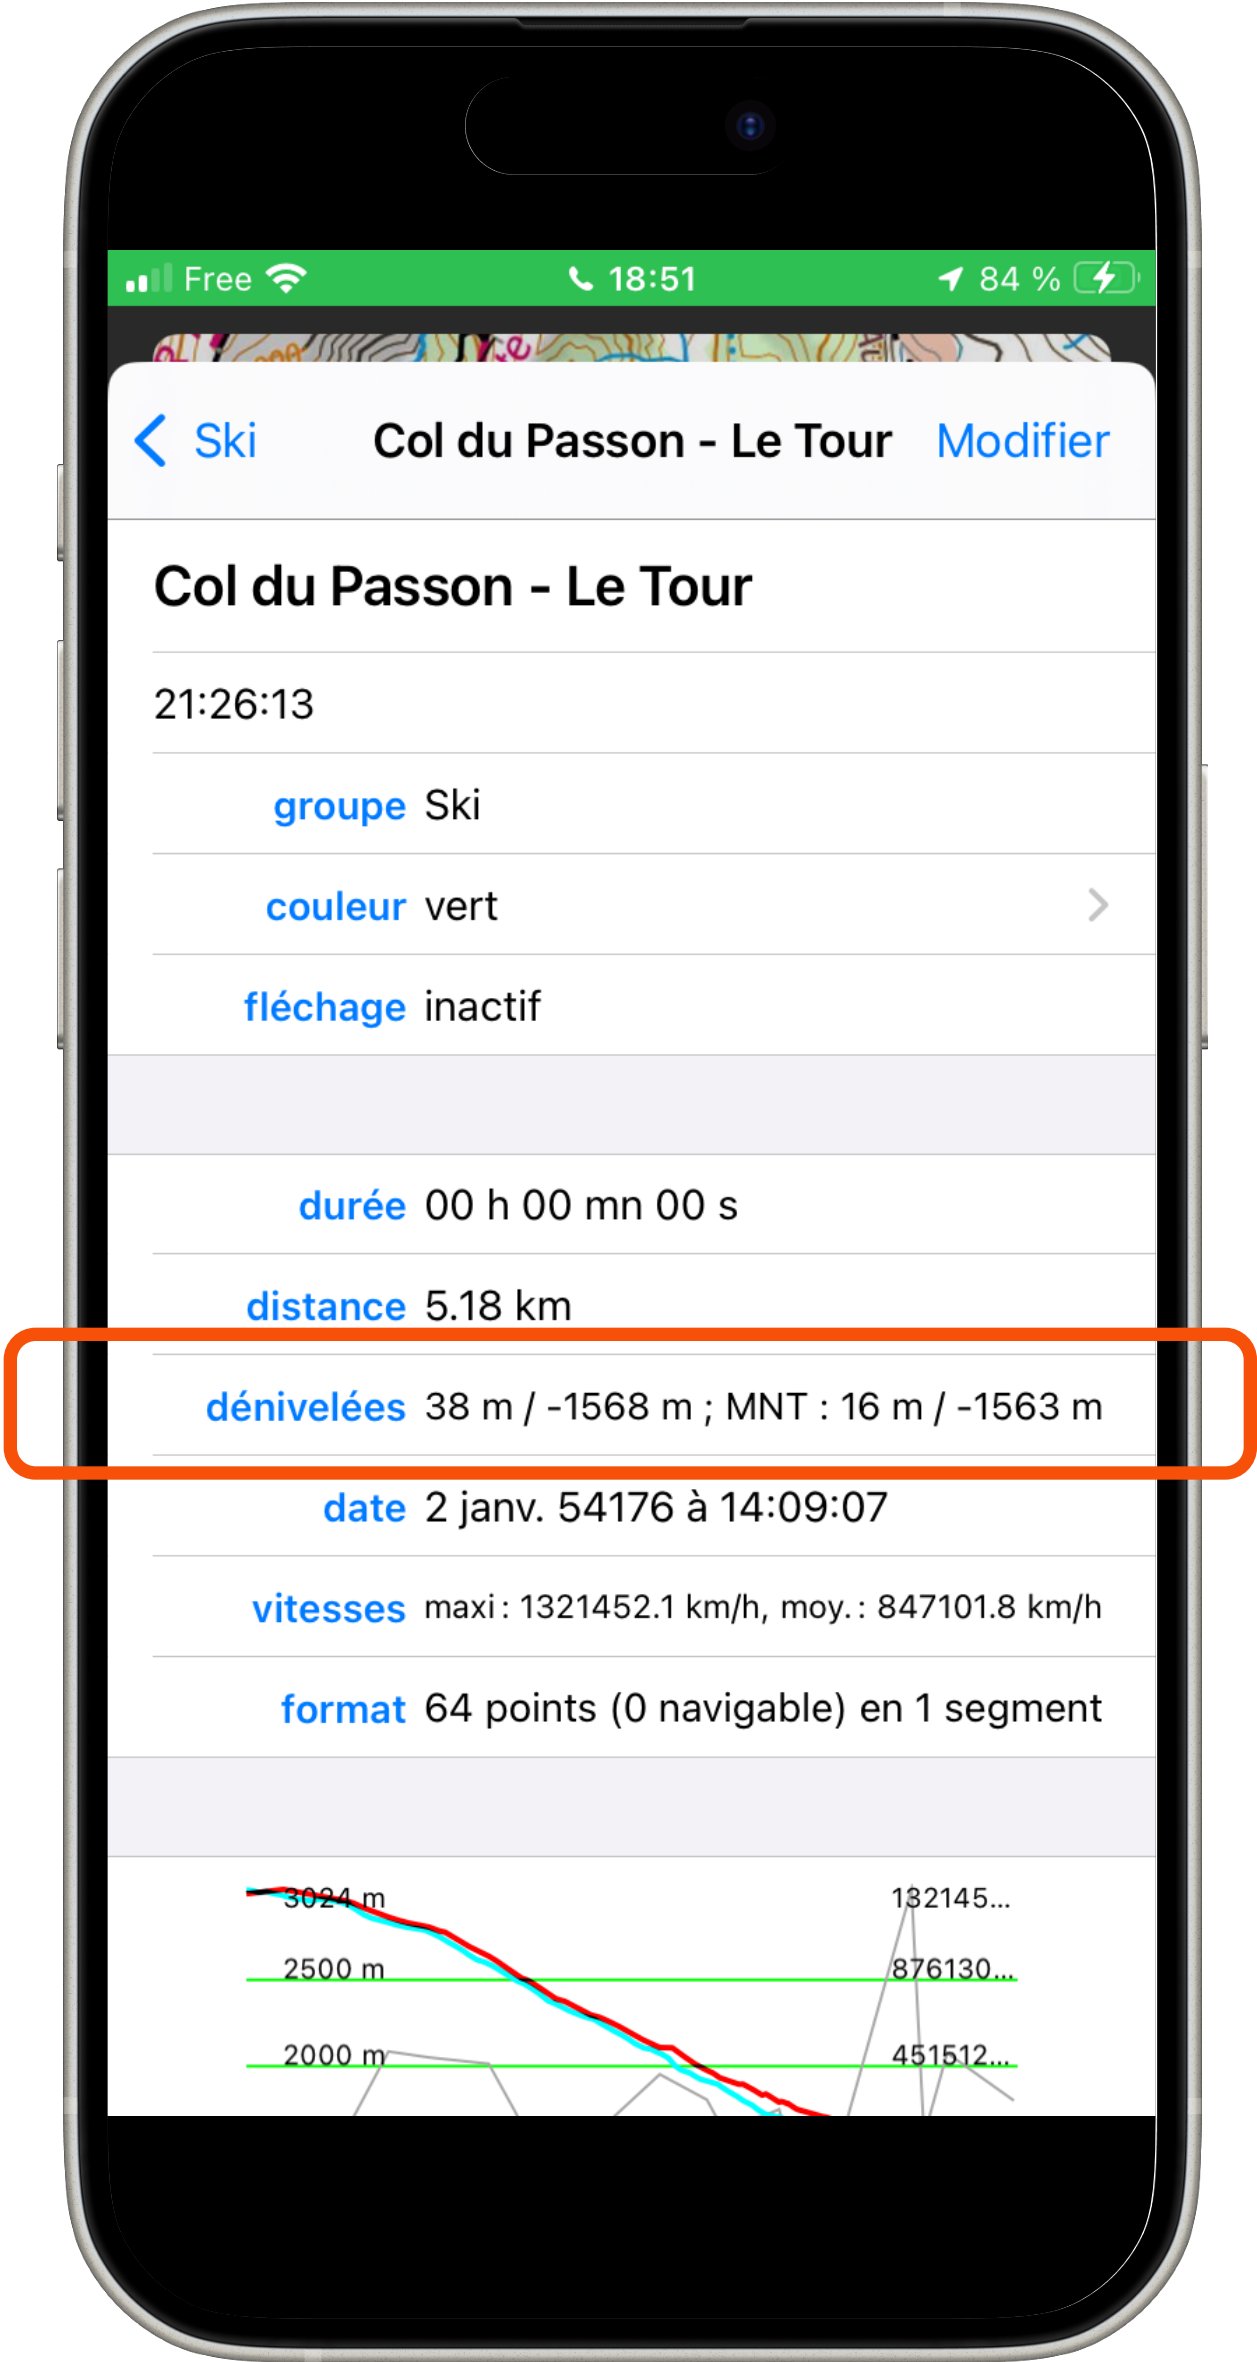 Free 18:51 84 %
Ski Col du Passon - Le Tour Modifier
Col du Passon - Le Tour
21:26:13
groupe Ski
couleur vert
fléchage inactif
durée 00 h 00 mn 00 s
distance 5.18 km
dénivelées 38 m / -1568 m ; MNT : 16 m / -1563 m
date 2 janv. 54176 à 14:09:07
vitesses maxi : 1321452.1 km/h, moy. : 847101.8 km/h
format 64 points (0 navigable) en 1 segment
3024 m 132145...
2500 m 876130...
2000 m 451512...